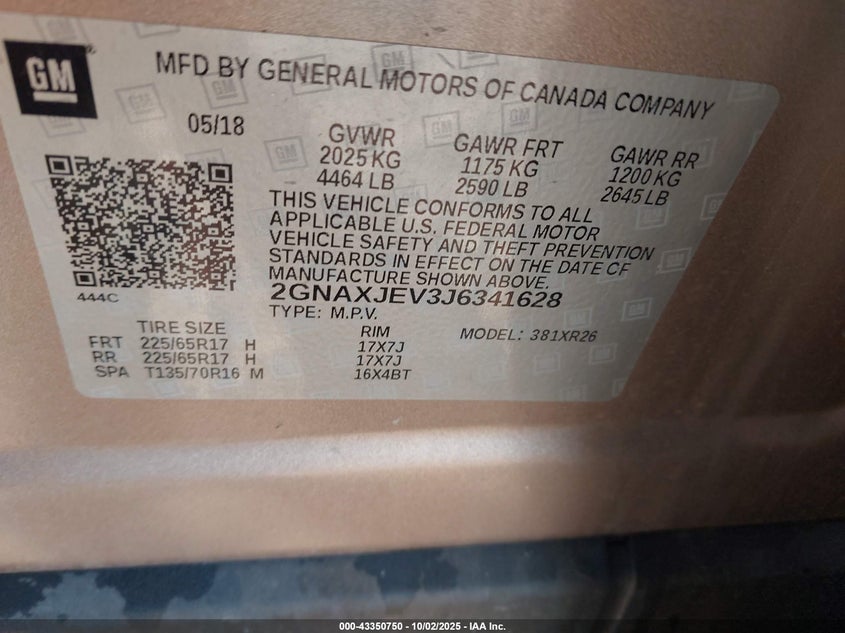 GM
MFD BY GENERAL MOTORS OF CANADA COMPANY
05/18
GVWR
2025 KG
4464 LB
GAWR FRT
1175 KG
2590 LB
GAWR RR
1200 KG
2645 LB
THIS VEHICLE CONFORMS TO ALL
APPLICABLE U.S. FEDERAL MOTOR
VEHICLE SAFETY AND THEFT PREVENTION
STANDARDS IN EFFECT ON THE DATE OF
MANUFACTURE SHOWN ABOVE.
444C
2GNAXJEV3J6341628
TYPE: M.P.V.
MODEL: 381XR26
TIRE SIZE RIM
FRT 225/65R17 H 17X7J
RR 225/65R17 H 17X7J
SPA T135/70R16 M 16X4BT
000-43350750 - 10/02/2025 - IAA Inc.